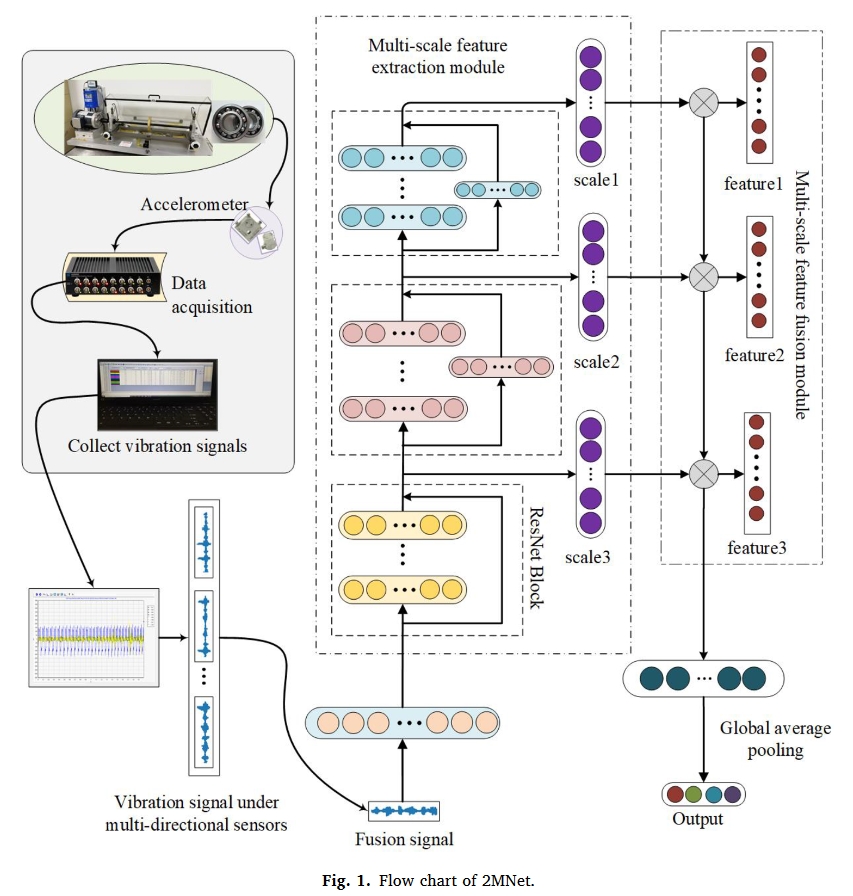 Multi-scale feature
extraction module
Accelerometer
Data
acquisition
Collect vibration signals
scale1
scale2
scale3
ResNet Block
feature1
feature2
feature3
Multi-scale feature fusion module
Vibration signal under
multi-directional sensors
Fusion signal
Global average
pooling
Output
Fig. 1. Flow chart of 2MNet.